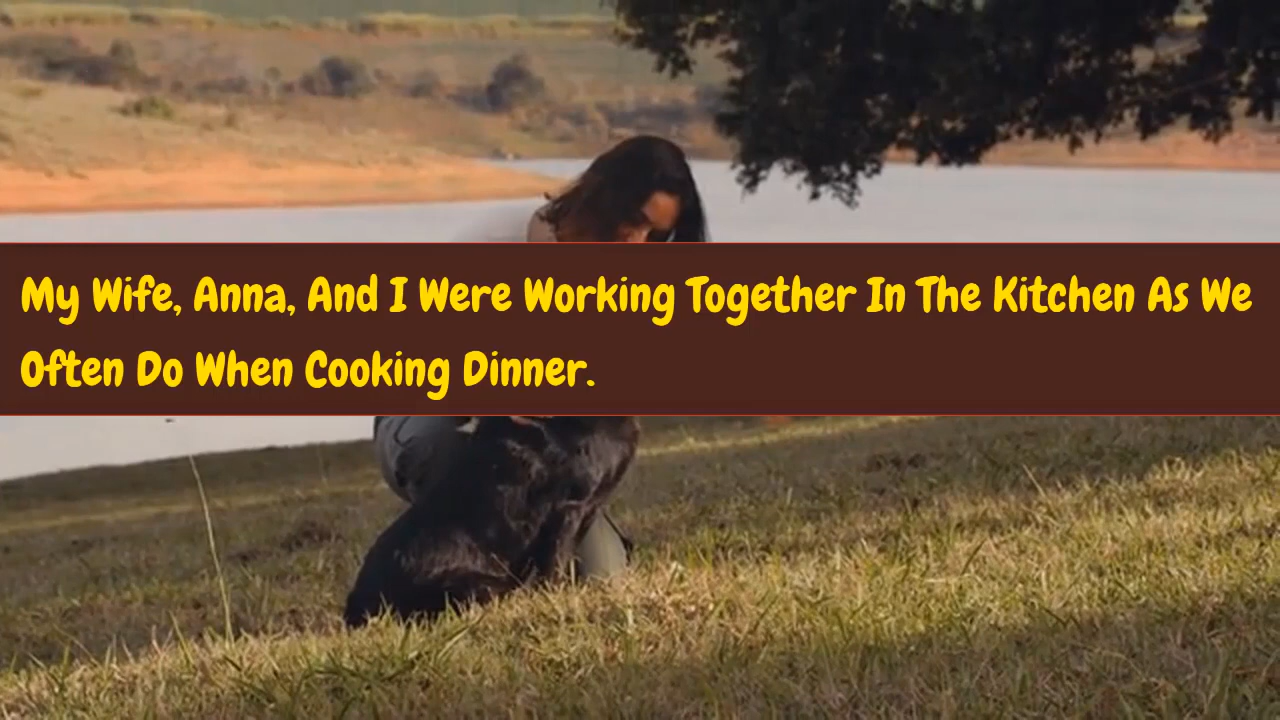 My Wife, Anna, And I Were Working Together In The Kitchen As We
Often Do When Cooking Dinner.